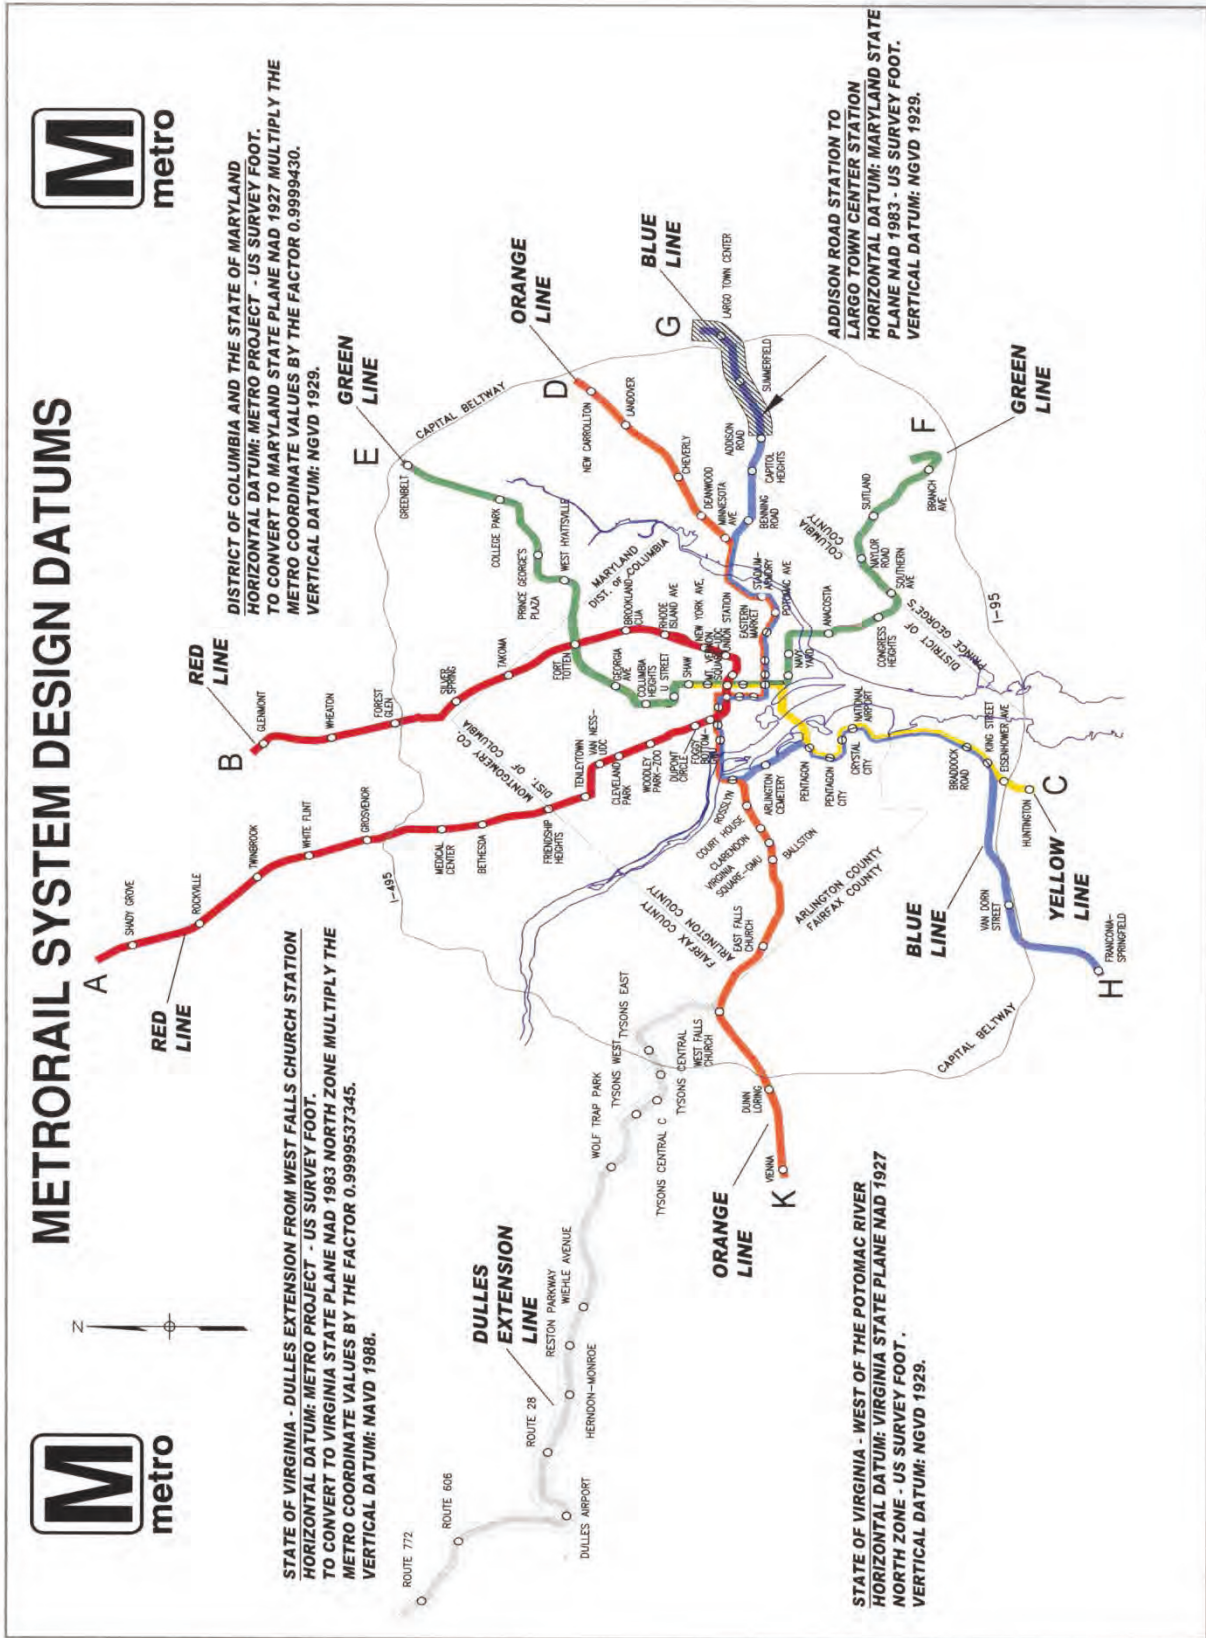 METRORAIL SYSTEM DESIGN DATUMS
M
metro
M
metro
N
STATE OF VIRGINIA - DULLES EXTENSION FROM WEST FALLS CHURCH STATION
HORIZONTAL DATUM: METRO PROJECT - US SURVEY FOOT.
TO CONVERT TO VIRGINIA STATE PLANE NAD 1983 NORTH ZONE MULTIPLY THE
METRO COORDINATE VALUES BY THE FACTOR 0.9999537345.
VERTICAL DATUM: NAVD 1988.
DISTRICT OF COLUMBIA AND THE STATE OF MARYLAND
HORIZONTAL DATUM: METRO PROJECT - US SURVEY FOOT.
TO CONVERT TO MARYLAND STATE PLANE NAD 1927 MULTIPLY THE
METRO COORDINATE VALUES BY THE FACTOR 0.9999430.
VERTICAL DATUM: NGVD 1929.
A
SHADY GROVE
ROCKVILLE
RED
LINE
TWINBROOK
WHITE FLINT
GROSVENOR
I-495
MEDICAL
CENTER
BETHESDA
FRIENDSHIP
HEIGHTS
TENLEYTOWN
VAN NESS-
UDC
CLEVELAND
PARK
WOODLEY
PARK-ZOO
DUPONT
CIRCLE
RED
LINE
B
GLENMONT
WHEATON
FOREST
GLEN
SILVER
SPRING
TAKOMA
FORT
TOTTEN
BROOKLAND-
CUA
RHODE
ISLAND AVE
NEW YORK AVE.
UNION STATION
MONTGOMERY CO.
DIST. OF COLUMBIA
GREEN
LINE
E
GREENBELT
CAPITAL BELTWAY
COLLEGE PARK
PRINCE GEORGE'S
PLAZA
WEST HYATTSVILLE
GEORGIA
AVE
COLUMBIA
HEIGHTS
U STREET
SHAW
MT. VERNON
SQUARE-UDC
MARYLAND
DIST. OF COLUMBIA
ORANGE
LINE
D
NEW CARROLLTON
LANDOVER
CHEVERLY
DEANWOOD
MINNESOTA
AVE
BLUE
LINE
G
LARGO TOWN CENTER
SUMMERFIELD
ADDISON
ROAD
CAPITOL
HEIGHTS
BENNING
ROAD
STADIUM-
ARMORY
POTOMAC AVE
EASTERN
MARKET
ADDISON ROAD STATION TO
LARGO TOWN CENTER STATION
HORIZONTAL DATUM: MARYLAND STATE
PLANE NAD 1983 - US SURVEY FOOT.
VERTICAL DATUM: NGVD 1929.
GREEN
LINE
F
BRANCH
AVE
SUITLAND
NAYLOR
ROAD
SOUTHERN
AVE
CONGRESS
HEIGHTS
ANACOSTIA
NAVY
YARD
DISTRICT OF
COLUMBIA
PRINCE GEORGE'S
COUNTY
I-95
FOGGY
BOTTOM-
GWU
ROSSLYN
ARLINGTON
CEMETERY
PENTAGON
PENTAGON
CITY
CRYSTAL
CITY
NATIONAL
AIRPORT
BRADDOCK
ROAD
KING STREET
EISENHOWER AVE
HUNTINGTON
C
YELLOW
LINE
BLUE
LINE
VAN DORN
STREET
FRANCONIA-
SPRINGFIELD
H
COURT HOUSE
CLARENDON
VIRGINIA
SQUARE-GMU
BALLSTON
EAST FALLS
CHURCH
WEST FALLS
CHURCH
DUNN
LORING
VIENNA
K
ORANGE
LINE
FAIRFAX COUNTY
ARLINGTON COUNTY
ARLINGTON COUNTY
FAIRFAX COUNTY
CAPITAL BELTWAY
TYSONS EAST
TYSONS CENTRAL
TYSONS WEST
TYSONS CENTRAL C
WOLF TRAP PARK
WIEHLE AVENUE
RESTON PARKWAY
HERNDON-MONROE
ROUTE 28
DULLES AIRPORT
ROUTE 606
ROUTE 772
DULLES
EXTENSION
LINE
STATE OF VIRGINIA - WEST OF THE POTOMAC RIVER
HORIZONTAL DATUM: VIRGINIA STATE PLANE NAD 1927
NORTH ZONE - US SURVEY FOOT .
VERTICAL DATUM: NGVD 1929.